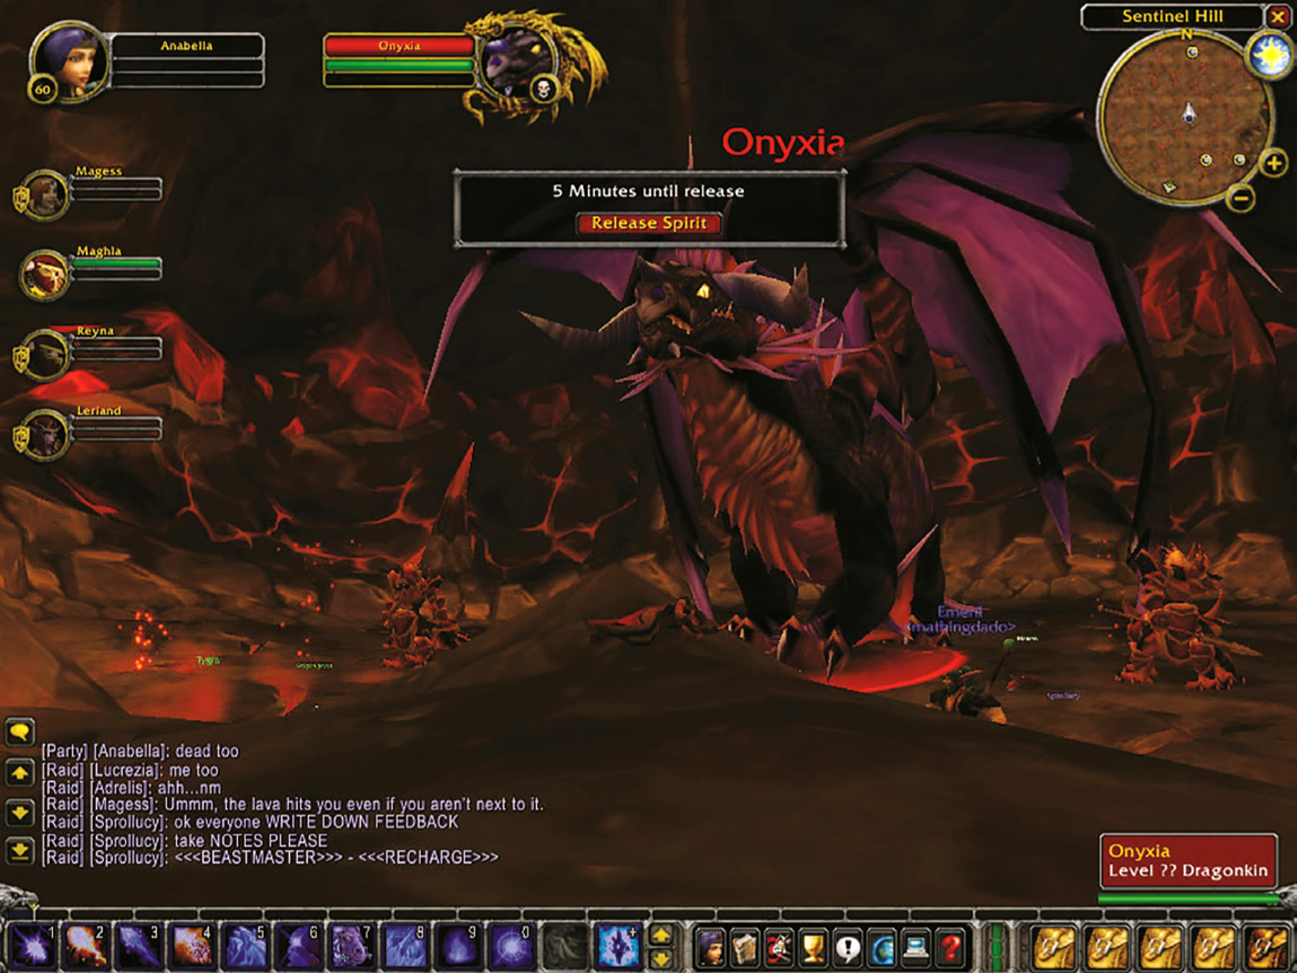 Sentinel Hill
N
Anabella
60
Onyxia
Magess
Maghla
Reyna
Leriand
Onyxia
5 Minutes until release
Release Spirit
Emeril
<mathingdado>
Tygra
[Party] [Anabella]: dead too
[Raid] [Lucrezia]: me too
[Raid] [Adrelis]: ahh...nm
[Raid] [Magess]: Ummm, the lava hits you even if you aren't next to it.
[Raid] [Sprollucy]: ok everyone WRITE DOWN FEEDBACK
[Raid] [Sprollucy]: take NOTES PLEASE
[Raid] [Sprollucy]: <<<BEASTMASTER>>> - <<<RECHARGE>>>
Onyxia
Level ?? Dragonkin
1 2 3 4 5 6 7 8 9 0 - +